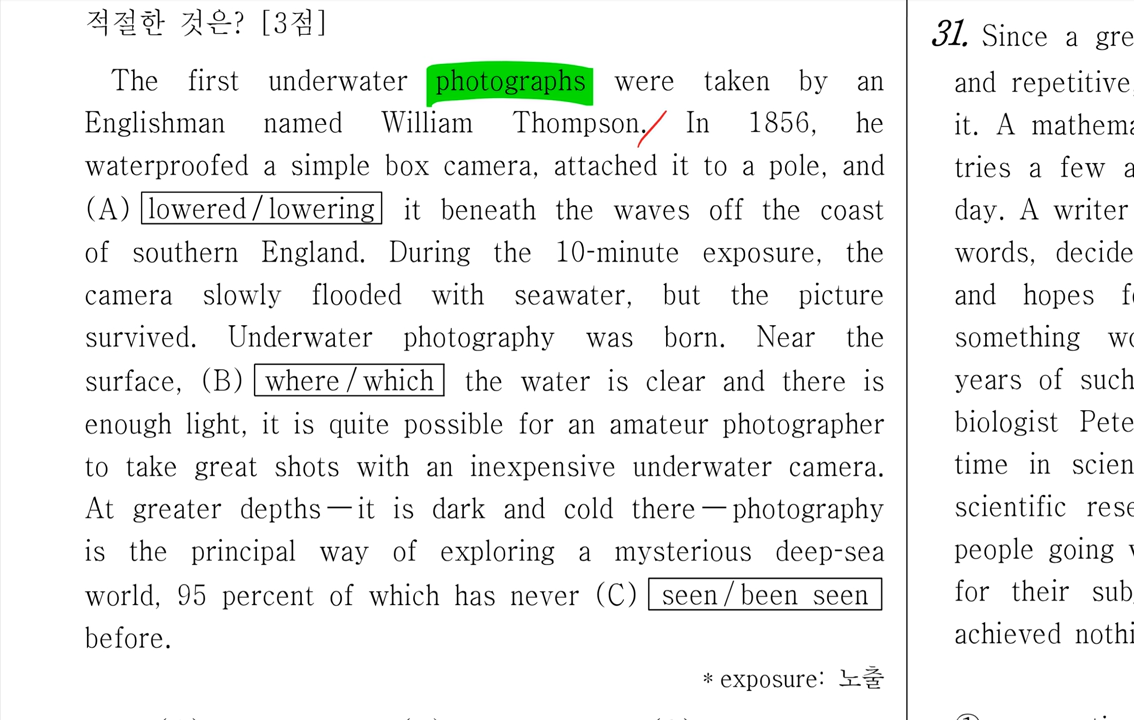 적절한 것은? [3점]
The first underwater photographs were taken by an
Englishman named William Thompson. In 1856, he
waterproofed a simple box camera, attached it to a pole, and
(A) lowered / lowering it beneath the waves off the coast
of southern England. During the 10-minute exposure, the
camera slowly flooded with seawater, but the picture
survived. Underwater photography was born. Near the
surface, (B) where / which the water is clear and there is
enough light, it is quite possible for an amateur photographer
to take great shots with an inexpensive underwater camera.
At greater depths — it is dark and cold there — photography
is the principal way of exploring a mysterious deep-sea
world, 95 percent of which has never (C) seen / been seen
before.
* exposure: 노출
31. Since a gre
and repetitive
it. A mathema
tries a few a
day. A writer
words, decide
and hopes f
something wo
years of such
biologist Pete
time in scien
scientific rese
people going
for their sub
achieved nothi